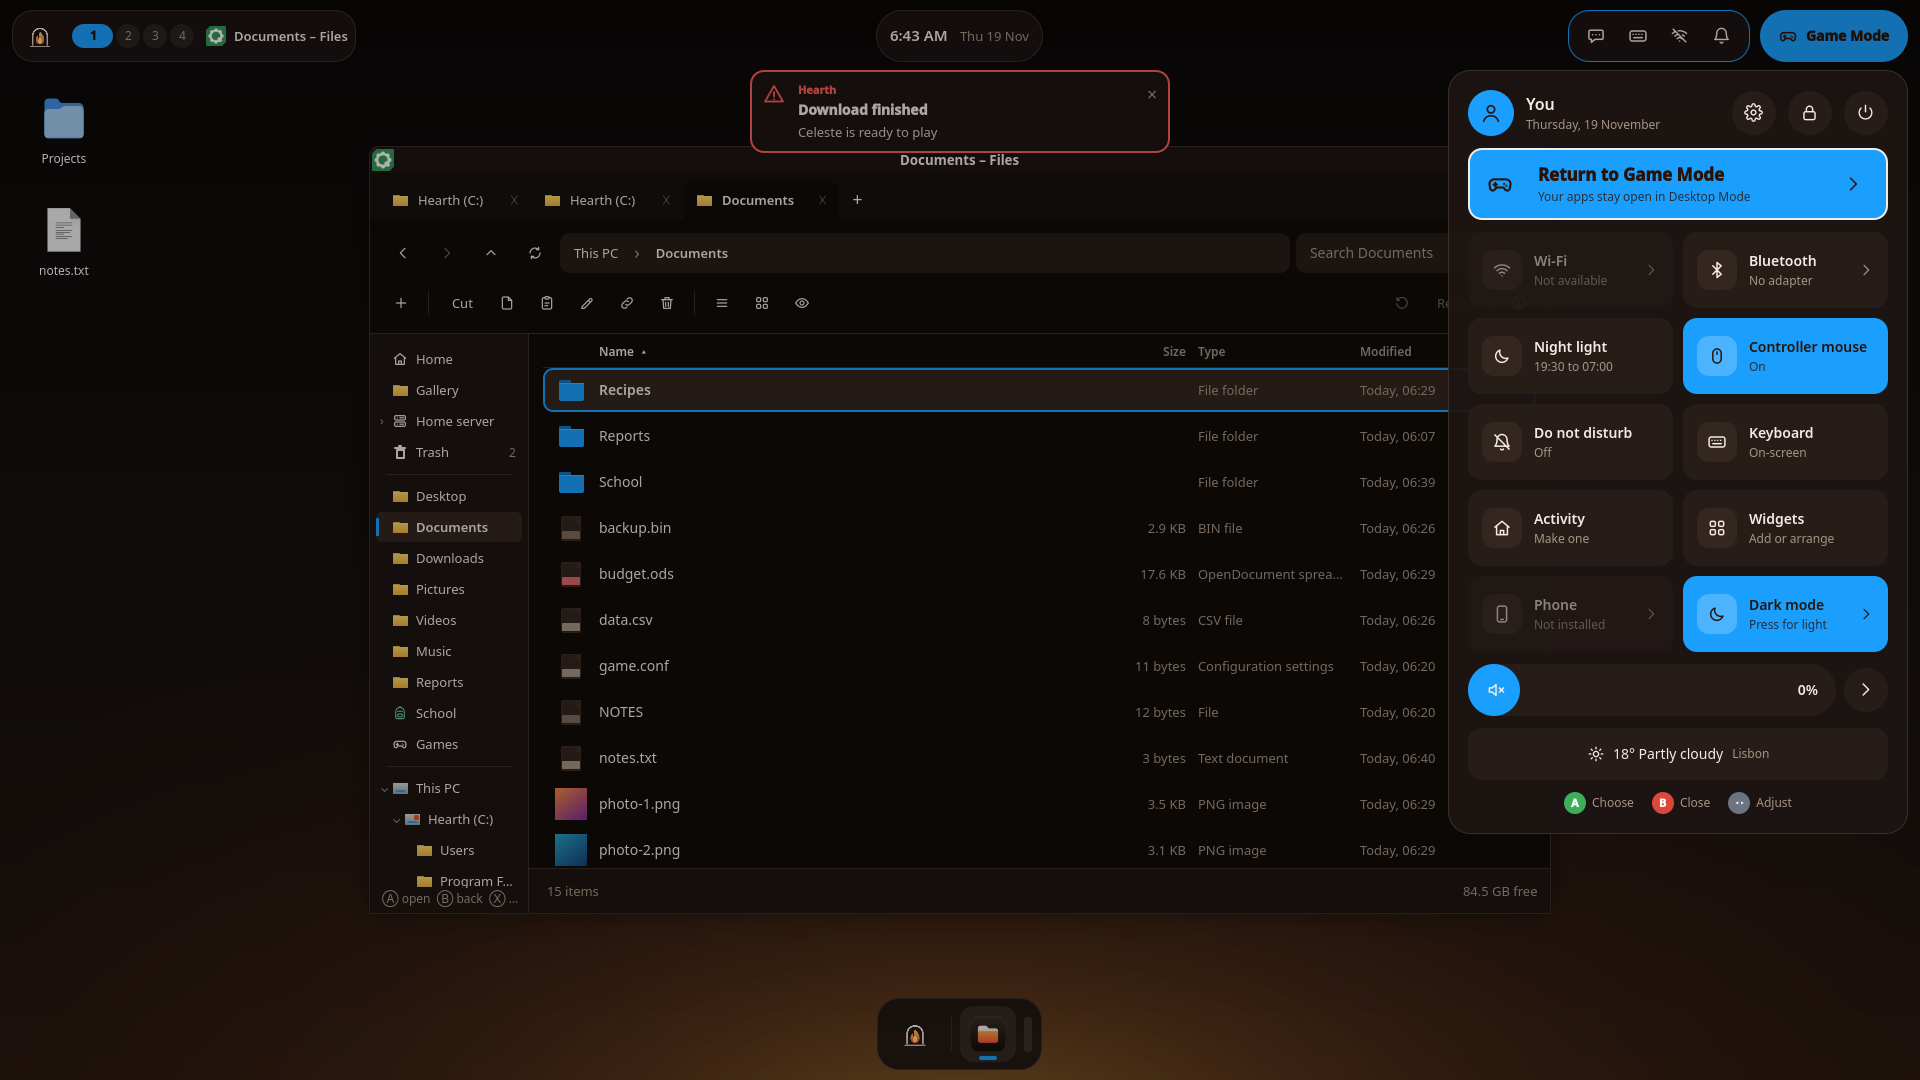 1 2 3 4 Documents – Files
6:43 AM Thu 19 Nov
Game Mode
Projects
notes.txt
Hearth
Download finished
Celeste is ready to play
Documents – Files
Hearth (C:) X Hearth (C:) X Documents X +
This PC › Documents
Search Documents
Cut
Home
Gallery
Home server
Trash 2
Desktop
Documents
Downloads
Pictures
Videos
Music
Reports
School
Games
This PC
Hearth (C:)
Users
Program F...
A open B back X ...
Name Size Type Modified
Recipes File folder Today, 06:29
Reports File folder Today, 06:07
School File folder Today, 06:39
backup.bin 2.9 KB BIN file Today, 06:26
budget.ods 17.6 KB OpenDocument sprea... Today, 06:29
data.csv 8 bytes CSV file Today, 06:26
game.conf 11 bytes Configuration settings Today, 06:20
NOTES 12 bytes File Today, 06:20
notes.txt 3 bytes Text document Today, 06:40
photo-1.png 3.5 KB PNG image Today, 06:29
photo-2.png 3.1 KB PNG image Today, 06:29
15 items 84.5 GB free
You
Thursday, 19 November
Return to Game Mode
Your apps stay open in Desktop Mode
Wi-Fi
Not available
Bluetooth
No adapter
Night light
19:30 to 07:00
Controller mouse
On
Do not disturb
Off
Keyboard
On-screen
Activity
Make one
Widgets
Add or arrange
Phone
Not installed
Dark mode
Press for light
0%
18° Partly cloudy Lisbon
A Choose B Close Adjust